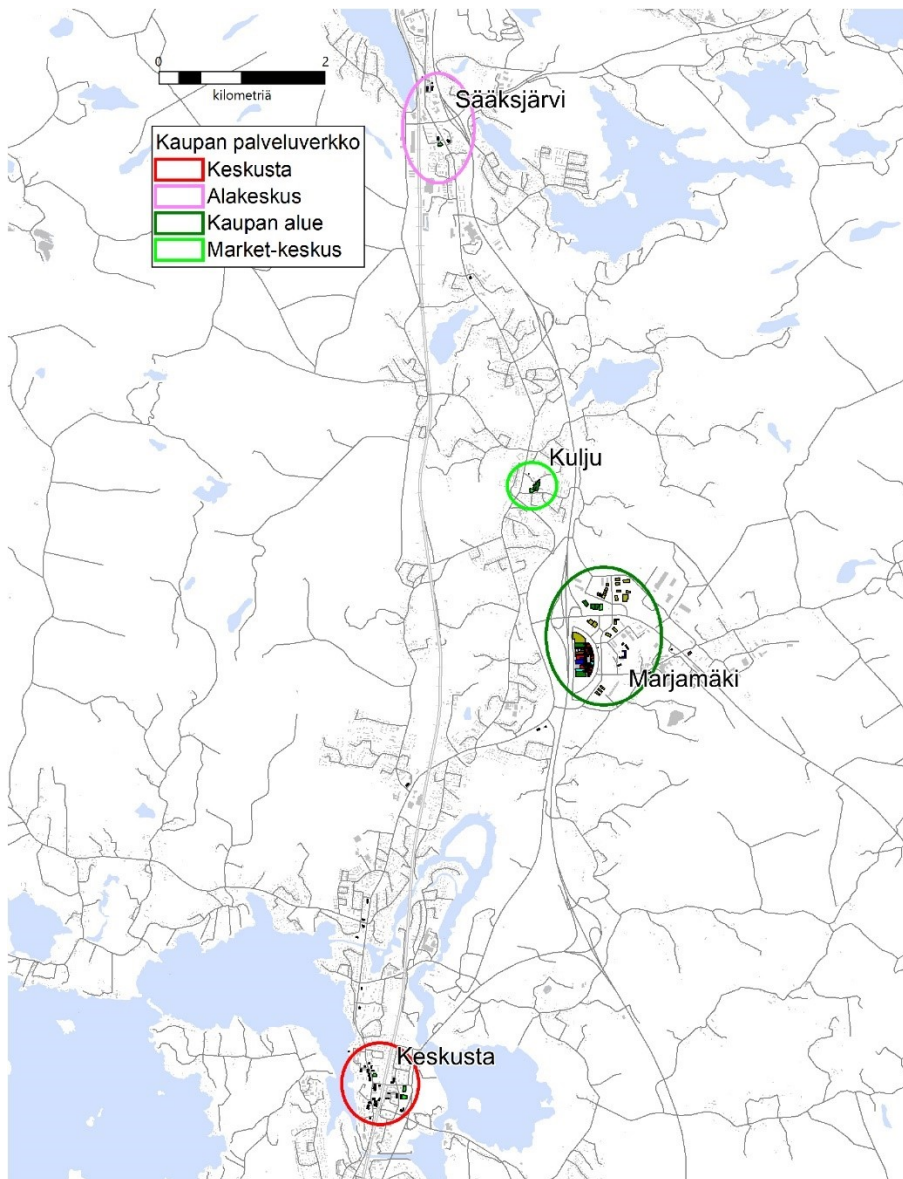 0 2
kilometriä
Sääksjärvi
Kaupan palveluverkko
Keskusta
Alakeskus
Kaupan alue
Market-keskus
Kulju
Marjamäki
Keskusta